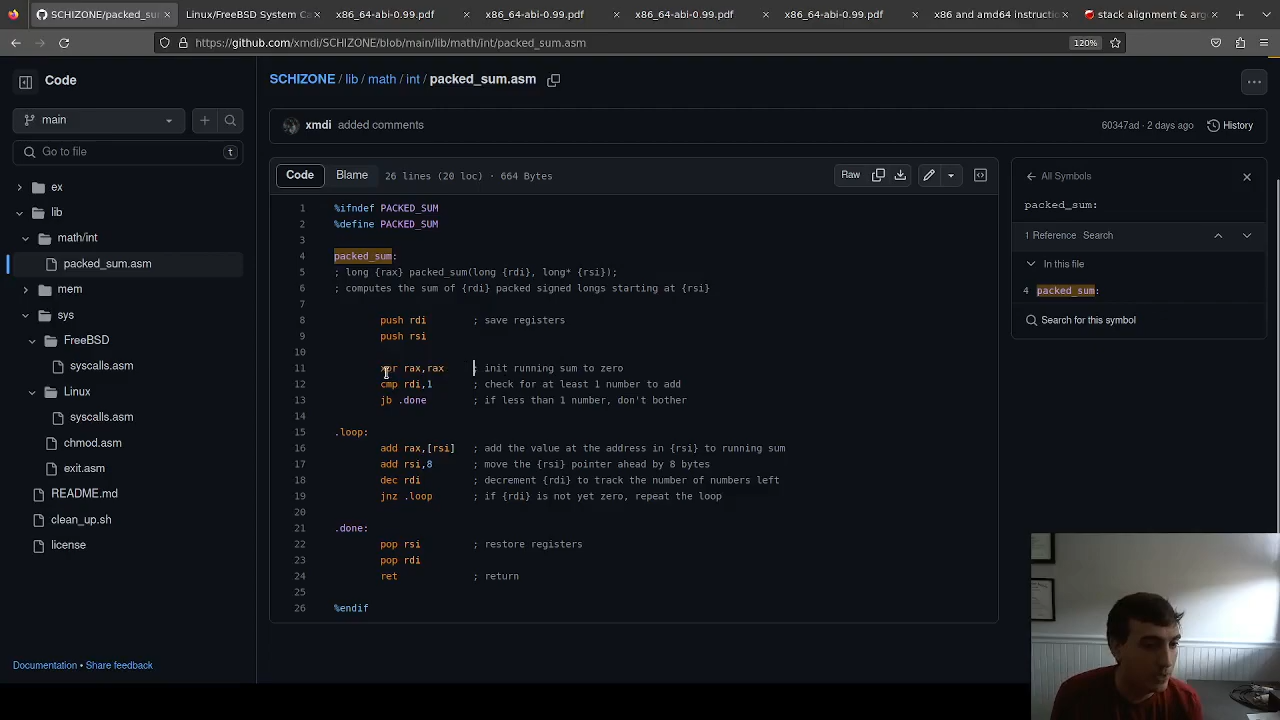 SCHIZONE/packed_su
Linux/FreeBSD System Ca
x86_64-abi-0.99.pdf
x86_64-abi-0.99.pdf
x86_64-abi-0.99.pdf
x86_64-abi-0.99.pdf
x86 and amd64 instructio
stack alignment & arg
https://github.com/xmdi/SCHIZONE/blob/main/lib/math/int/packed_sum.asm
120%
Code
SCHIZONE / lib / math / int / packed_sum.asm
main
xmdi added comments
60347ad · 2 days ago
History
Go to file
t
Code
Blame
26 lines (20 loc) · 664 Bytes
Raw
All Symbols
packed_sum:
1 Reference Search
In this file
4 packed_sum:
Search for this symbol
ex
lib
math/int
packed_sum.asm
mem
sys
FreeBSD
syscalls.asm
Linux
syscalls.asm
chmod.asm
exit.asm
README.md
clean_up.sh
license
Documentation • Share feedback
1 %ifndef PACKED_SUM
2 %define PACKED_SUM
3
4 packed_sum:
5 ; long {rax} packed_sum(long {rdi}, long* {rsi});
6 ; computes the sum of {rdi} packed signed longs starting at {rsi}
7
8 push rdi ; save registers
9 push rsi
10
11 xor rax,rax ; init running sum to zero
12 cmp rdi,1 ; check for at least 1 number to add
13 jb .done ; if less than 1 number, don't bother
14
15 .loop:
16 add rax,[rsi] ; add the value at the address in {rsi} to running sum
17 add rsi,8 ; move the {rsi} pointer ahead by 8 bytes
18 dec rdi ; decrement {rdi} to track the number of numbers left
19 jnz .loop ; if {rdi} is not yet zero, repeat the loop
20
21 .done:
22 pop rsi ; restore registers
23 pop rdi
24 ret ; return
25
26 %endif